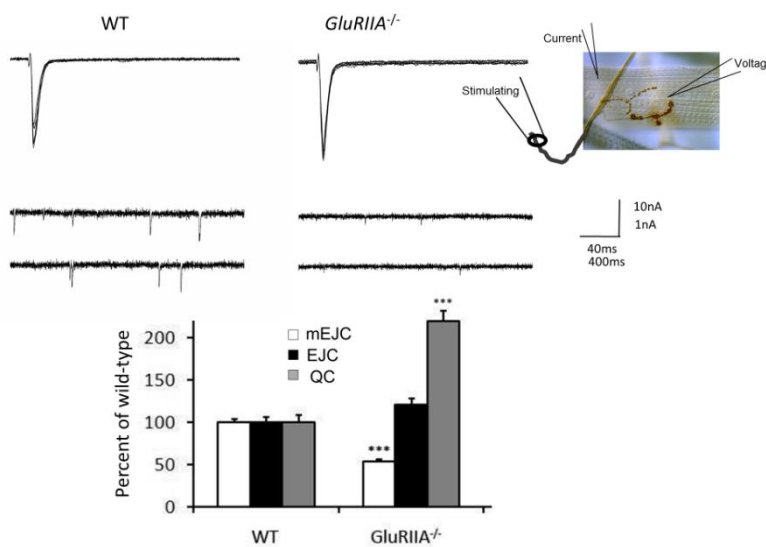 WT
GluRIIA-/-
Current
Voltag
Stimulating
10nA
1nA
40ms
400ms
***
***
mEJC
EJC
QC
Percent of wild-type
200
150
100
50
0
WT
GluRIIA-/-